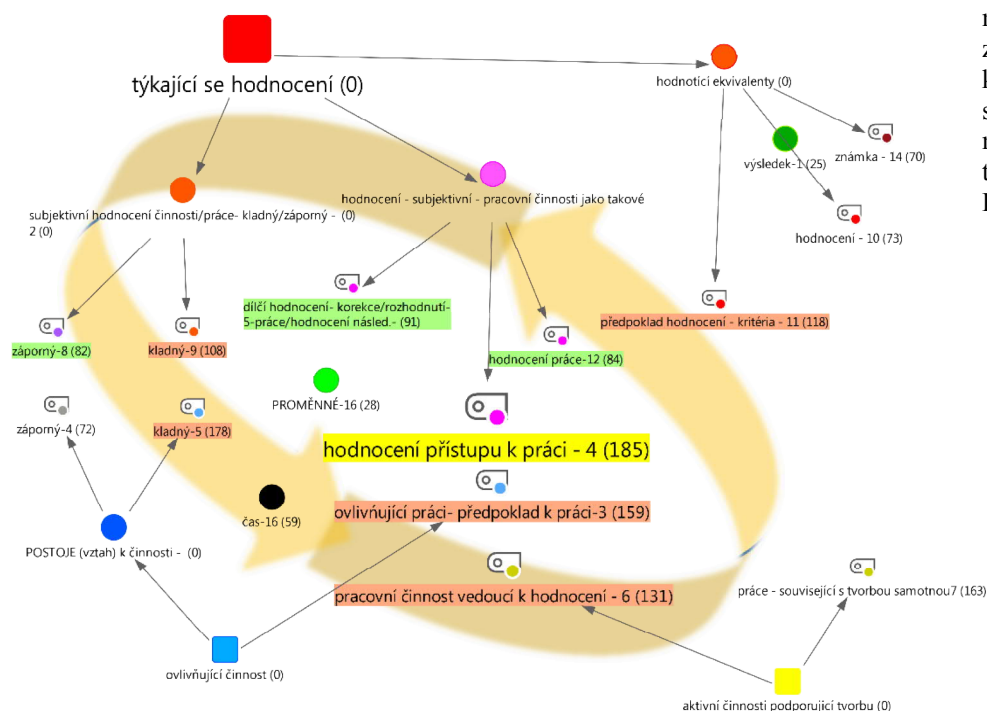 týkající se hodnocení (0)
hodnotící ekvivalenty (0)
výsledek-1 (25)
známka - 14 (70)
subjektivní hodnocení činnosti/práce- kladný/záporný - (0)
2 (0)
hodnocení - subjektivní - pracovní činnosti jako takové
hodnocení - 10 (73)
dílčí hodnocení- korekce/rozhodnutí-
5-práce/hodnocení násled.- (91)
předpoklad hodnocení - kritéria - 11 (118)
záporný-8 (82)
kladný-9 (108)
hodnocení práce-12 (84)
PROMĚNNÉ-16 (28)
záporný-4 (72)
kladný-5 (178)
hodnocení přístupu k práci - 4 (185)
ovlivňující práci- předpoklad k práci-3 (159)
čas-16 (59)
POSTOJE (vztah) k činnosti - (0)
pracovní činnost vedoucí k hodnocení - 6 (131)
práce - související s tvorbou samotnou7 (163)
ovlivňující činnost (0)
aktivní činnosti podporující tvorbu (0)